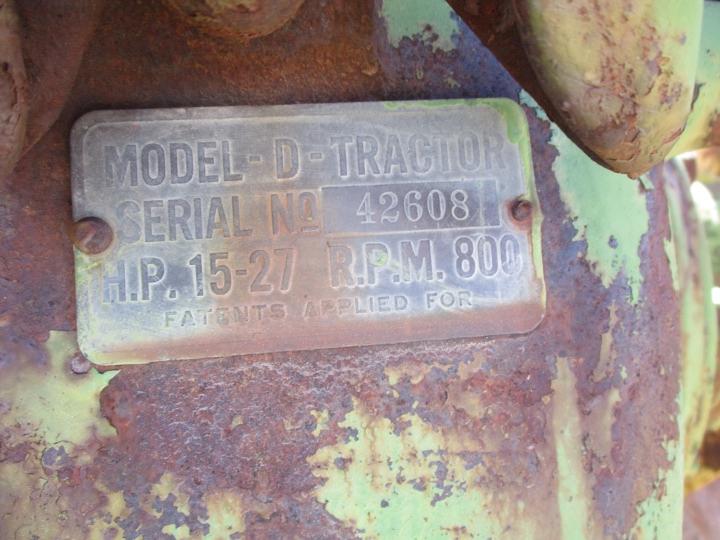 MODEL-D-TRACTOR
SERIAL NO 42608
H.P. 15-27 R.P.M. 800
PATENTS APPLIED FOR